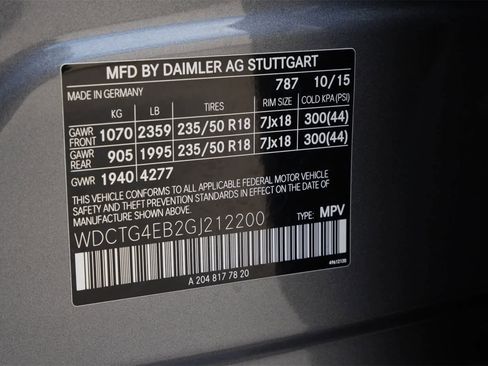 MFD BY DAIMLER AG STUTTGART
MADE IN GERMANY 787 10/15
KG LB TIRES RIM SIZE COLD KPA (PSI)
GAWR FRONT 1070 2359 235/50 R18 7Jx18 300(44)
GAWR REAR 905 1995 235/50 R18 7Jx18 300(44)
GVWR 1940 4277
THIS VEHICLE CONFORMS TO ALL APPLICABLE FEDERAL MOTOR VEHICLE
SAFETY AND THEFT PREVENTION STANDARDS IN EFFECT ON THE DATE OF
MANUFACTURE SHOWN ABOVE.
WDCTG4EB2GJ212200 TYPE: MPV
A 204 817 78 20